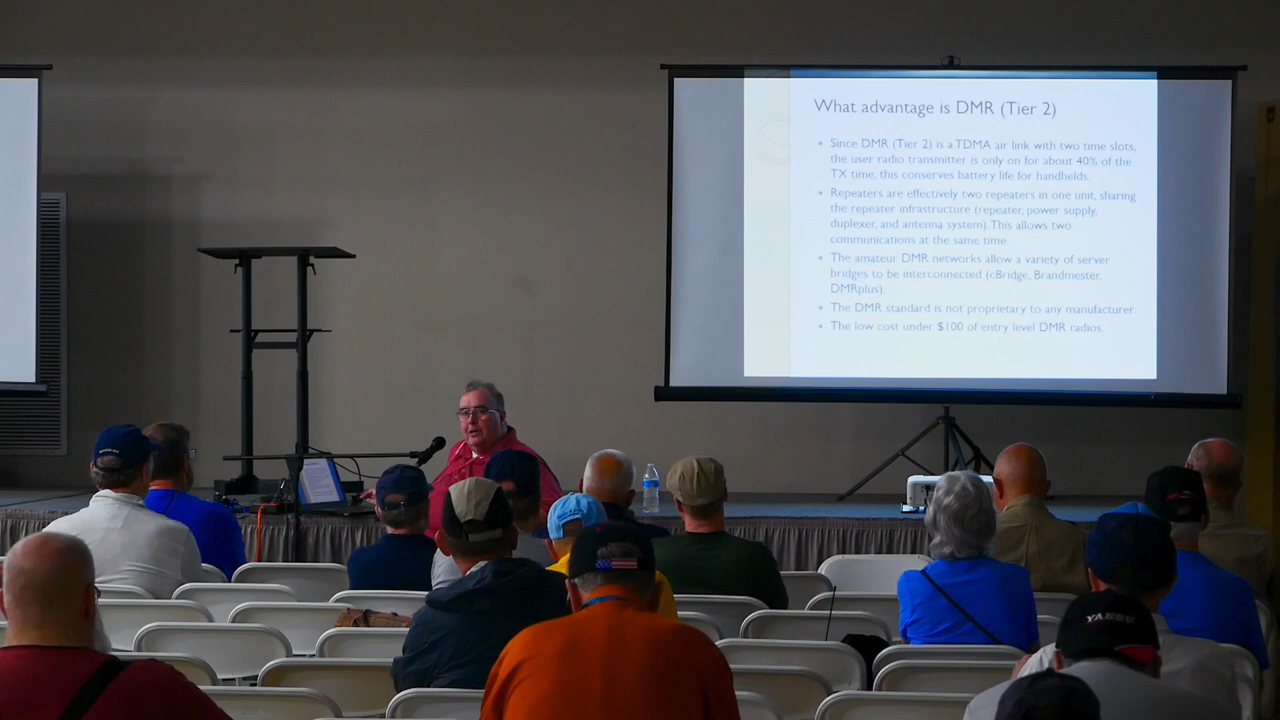 What advantage is DMR (Tier 2)
• Since DMR (Tier 2) is a TDMA air link with two time slots,
the user radio transmitter is only on for about 40% of the
TX time, this conserves battery life for handhelds.
• Repeaters are effectively two repeaters in one unit, sharing
the repeater infrastructure (repeater, power supply,
duplexer, and antenna system). This allows two
communications at the same time.
• The amateur DMR networks allow a variety of server
bridges to be interconnected (cBridge, Brandmester,
DMRplus).
• The DMR standard is not proprietary to any manufacturer.
• The low cost under $100 of entry level DMR radios.
YAESU